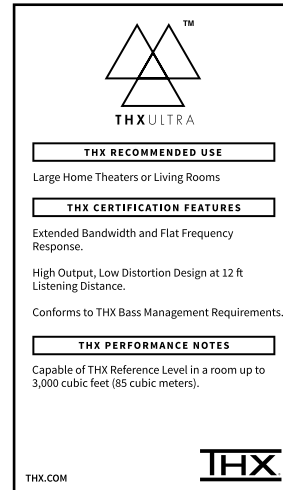 TM
THXULTRA
THX RECOMMENDED USE
Large Home Theaters or Living Rooms
THX CERTIFICATION FEATURES
Extended Bandwidth and Flat Frequency
Response.
High Output, Low Distortion Design at 12 ft
Listening Distance.
Conforms to THX Bass Management Requirements.
THX PERFORMANCE NOTES
Capable of THX Reference Level in a room up to
3,000 cubic feet (85 cubic meters).
THX.COM
THX